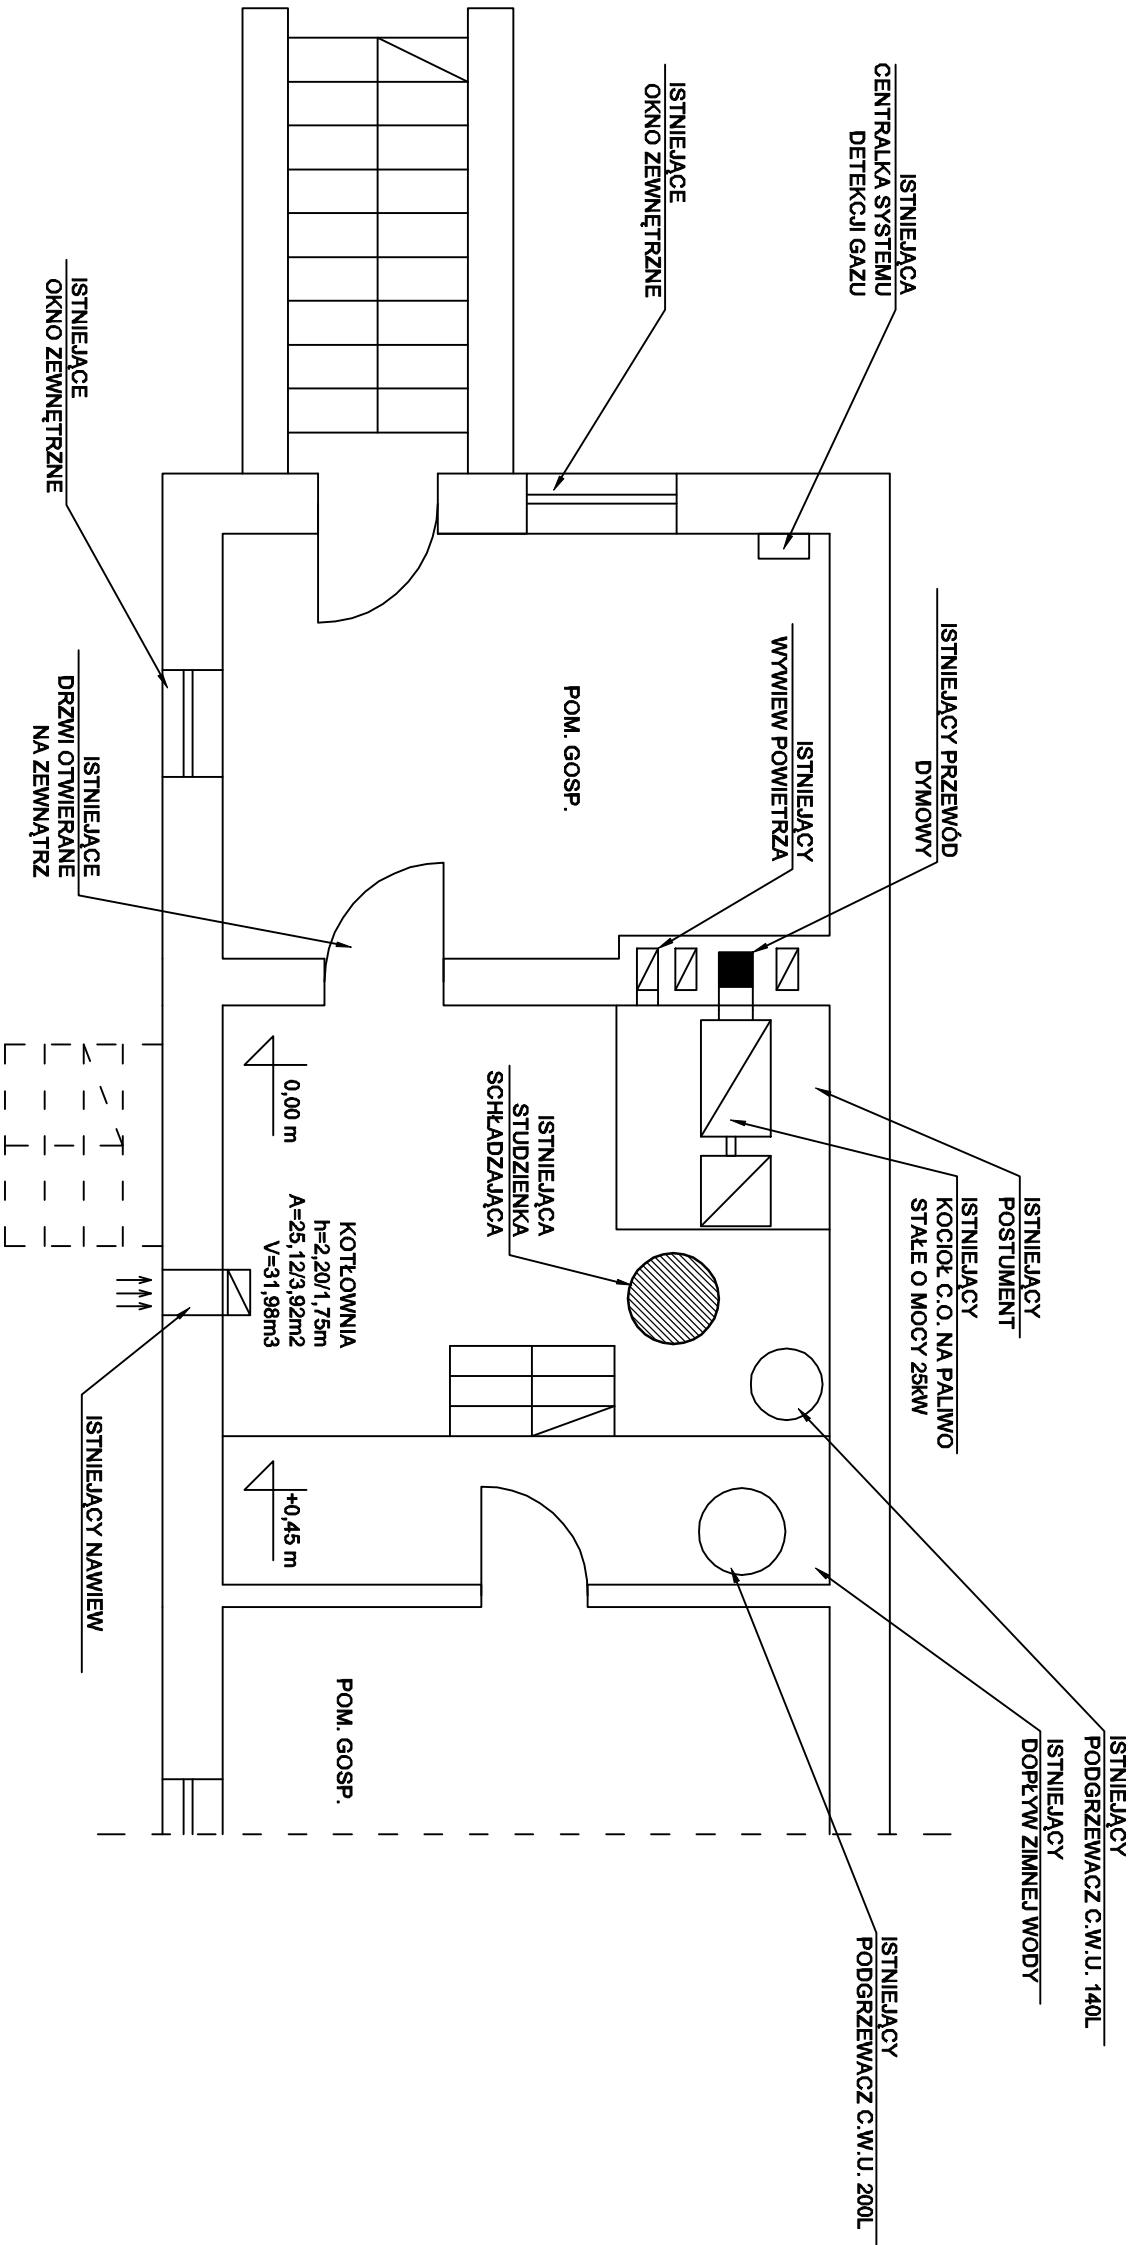 ISTNIEJĄCY
PODGRZEWACZ C.W.U. 140L
ISTNIEJĄCY
DOPŁYW ZIMNEJ WODY
ISTNIEJĄCY
POSTUMENT
ISTNIEJĄCY
KOCIOŁ C.O. NA PALIWO
STAŁE O MOCY 25kW
ISTNIEJĄCY PRZEWÓD
DYMOWY
ISTNIEJĄCA
CENTRALKA SYSTEMU
DETEKCJI GAZU
ISTNIEJĄCY
PODGRZEWACZ C.W.U. 200L
ISTNIEJĄCY
WYWIEW POWIETRZA
ISTNIEJĄCE
OKNO ZEWNĘTRZNE
POM. GOSP.
ISTNIEJĄCA
STUDZIENKA
SCHŁADZAJĄCA
KOTŁOWNIA
h=2,20/1,75m
A=25,12/3,92m2
V=31,98m3
POM. GOSP.
0,00 m
+0,45 m
ISTNIEJĄCE
DRZWI OTWIERANE
NA ZEWNĄTRZ
ISTNIEJĄCY NAWIEW
ISTNIEJĄCE
OKNO ZEWNĘTRZNE